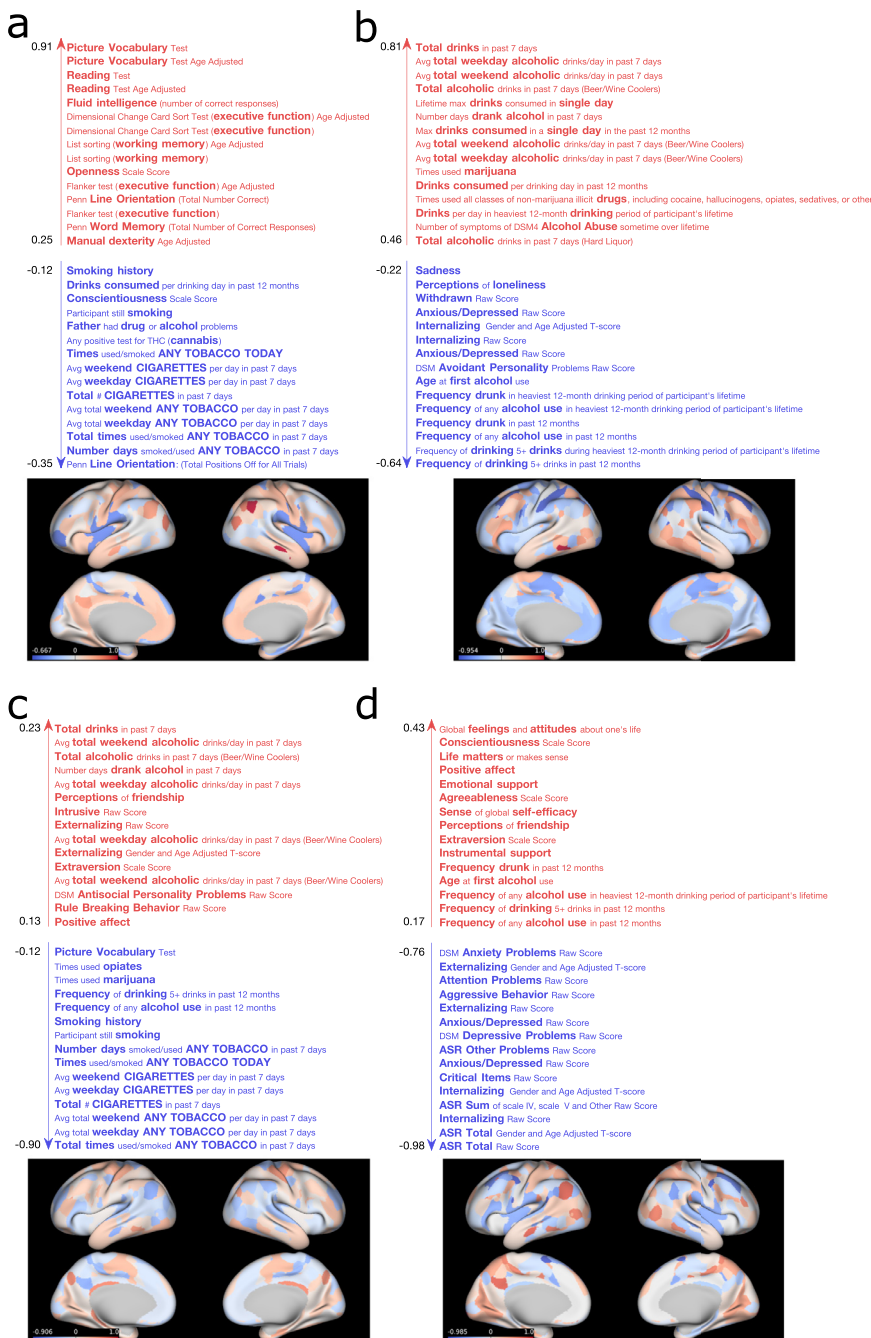 a
0.91
Picture Vocabulary Test
Picture Vocabulary Test Age Adjusted
Reading Test
Reading Test Age Adjusted
Fluid intelligence (number of correct responses)
Dimensional Change Card Sort Test (executive function) Age Adjusted
Dimensional Change Card Sort Test (executive function)
List sorting (working memory) Age Adjusted
List sorting (working memory)
Openness Scale Score
Flanker test (executive function) Age Adjusted
Penn Line Orientation (Total Number Correct)
Flanker test (executive function)
Penn Word Memory (Total Number of Correct Responses)
0.25
Manual dexterity Age Adjusted
-0.12
Smoking history
Drinks consumed per drinking day in past 12 months
Conscientiousness Scale Score
Participant still smoking
Father had drug or alcohol problems
Any positive test for THC (cannabis)
Times used/smoked ANY TOBACCO TODAY
Avg weekend CIGARETTES per day in past 7 days
Avg weekday CIGARETTES per day in past 7 days
Total # CIGARETTES in past 7 days
Avg total weekend ANY TOBACCO per day in past 7 days
Avg total weekday ANY TOBACCO per day in past 7 days
Total times used/smoked ANY TOBACCO in past 7 days
Number days smoked/used ANY TOBACCO in past 7 days
-0.35
Penn Line Orientation: (Total Positions Off for All Trials)
-0.667 0 1.0
b
0.81
Total drinks in past 7 days
Avg total weekday alcoholic drinks/day in past 7 days
Avg total weekend alcoholic drinks/day in past 7 days
Total alcoholic drinks in past 7 days (Beer/Wine Coolers)
Lifetime max drinks consumed in single day
Number days drank alcohol in past 7 days
Max drinks consumed in a single day in the past 12 months
Avg total weekend alcoholic drinks/day in past 7 days (Beer/Wine Coolers)
Avg total weekday alcoholic drinks/day in past 7 days (Beer/Wine Coolers)
Times used marijuana
Drinks consumed per drinking day in past 12 months
Times used all classes of non-marijuana illicit drugs, including cocaine, hallucinogens, opiates, sedatives, or other
Drinks per day in heaviest 12-month drinking period of participant's lifetime
Number of symptoms of DSM4 Alcohol Abuse sometime over lifetime
0.46
Total alcoholic drinks in past 7 days (Hard Liquor)
-0.22
Sadness
Perceptions of loneliness
Withdrawn Raw Score
Anxious/Depressed Raw Score
Internalizing Gender and Age Adjusted T-score
Internalizing Raw Score
Anxious/Depressed Raw Score
DSM Avoidant Personality Problems Raw Score
Age at first alcohol use
Frequency drunk in heaviest 12-month drinking period of participant's lifetime
Frequency of any alcohol use in heaviest 12-month drinking period of participant's lifetime
Frequency drunk in past 12 months
Frequency of any alcohol use in past 12 months
Frequency of drinking 5+ drinks during heaviest 12-month drinking period of participant's lifetime
-0.64
Frequency of drinking 5+ drinks in past 12 months
-0.954 0 1.0
c
0.23
Total drinks in past 7 days
Avg total weekend alcoholic drinks/day in past 7 days
Total alcoholic drinks in past 7 days (Beer/Wine Coolers)
Number days drank alcohol in past 7 days
Avg total weekday alcoholic drinks/day in past 7 days
Perceptions of friendship
Intrusive Raw Score
Externalizing Raw Score
Avg total weekday alcoholic drinks/day in past 7 days (Beer/Wine Coolers)
Externalizing Gender and Age Adjusted T-score
Extraversion Scale Score
Avg total weekend alcoholic drinks/day in past 7 days (Beer/Wine Coolers)
DSM Antisocial Personality Problems Raw Score
Rule Breaking Behavior Raw Score
0.13
Positive affect
-0.12
Picture Vocabulary Test
Times used opiates
Times used marijuana
Frequency of drinking 5+ drinks in past 12 months
Frequency of any alcohol use in past 12 months
Smoking history
Participant still smoking
Number days smoked/used ANY TOBACCO in past 7 days
Times used/smoked ANY TOBACCO TODAY
Avg weekend CIGARETTES per day in past 7 days
Avg weekday CIGARETTES per day in past 7 days
Total # CIGARETTES in past 7 days
Avg total weekend ANY TOBACCO per day in past 7 days
Avg total weekday ANY TOBACCO per day in past 7 days
-0.90
Total times used/smoked ANY TOBACCO in past 7 days
-0.906 0 1.0
d
0.43
Global feelings and attitudes about one's life
Conscientiousness Scale Score
Life matters or makes sense
Positive affect
Emotional support
Agreeableness Scale Score
Sense of global self-efficacy
Perceptions of friendship
Extraversion Scale Score
Instrumental support
Frequency drunk in past 12 months
Age at first alcohol use
Frequency of any alcohol use in heaviest 12-month drinking period of participant's lifetime
Frequency of drinking 5+ drinks in past 12 months
0.17
Frequency of any alcohol use in past 12 months
-0.76
DSM Anxiety Problems Raw Score
Externalizing Gender and Age Adjusted T-score
Attention Problems Raw Score
Aggressive Behavior Raw Score
Externalizing Raw Score
Anxious/Depressed Raw Score
DSM Depressive Problems Raw Score
ASR Other Problems Raw Score
Anxious/Depressed Raw Score
Critical Items Raw Score
Internalizing Gender and Age Adjusted T-score
ASR Sum of scale IV, scale V and Other Raw Score
Internalizing Raw Score
ASR Total Gender and Age Adjusted T-score
-0.98
ASR Total Raw Score
-0.985 0 1.0